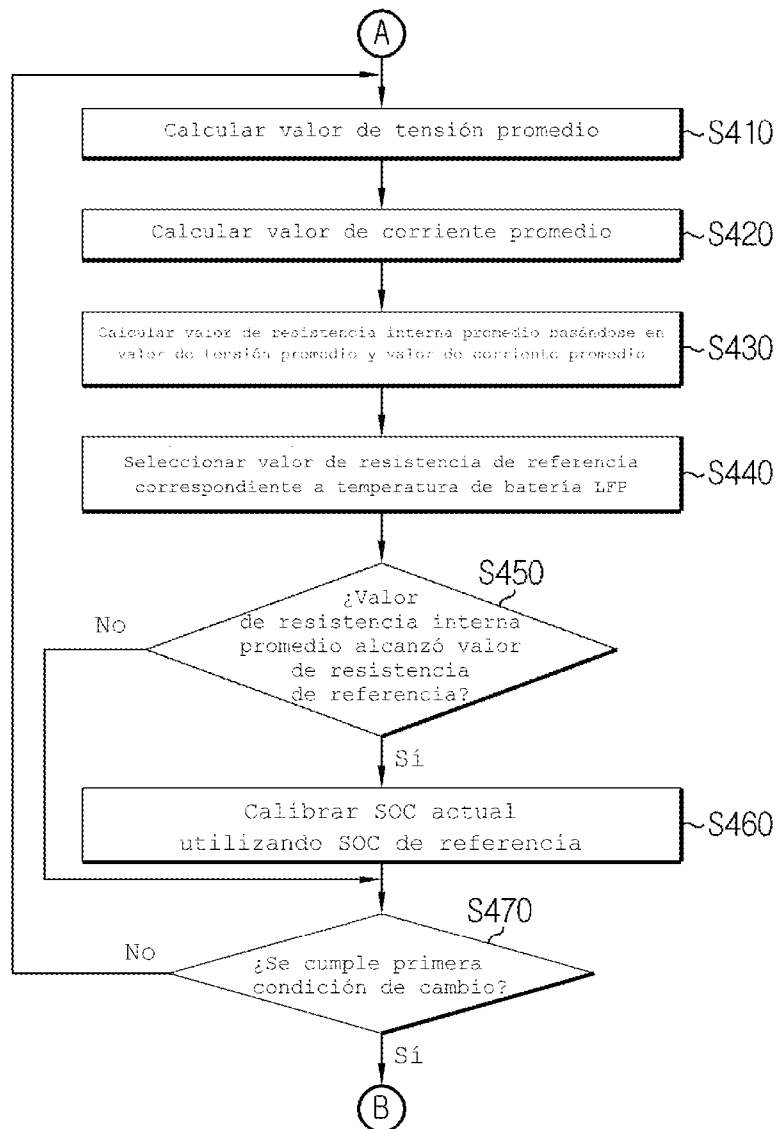 A
Calcular valor de tensión promedio
S410
Calcular valor de corriente promedio
S420
Calcular valor de resistencia interna promedio basándose en
valor de tensión promedio y valor de corriente promedio
S430
Seleccionar valor de resistencia de referencia
correspondiente a temperatura de batería LFP
S440
S450
¿Valor
de resistencia interna
promedio alcanzó valor
de resistencia
de referencia?
No
Sí
Calibrar SOC actual
utilizando SOC de referencia
S460
S470
No
¿Se cumple primera
condición de cambio?
Sí
B